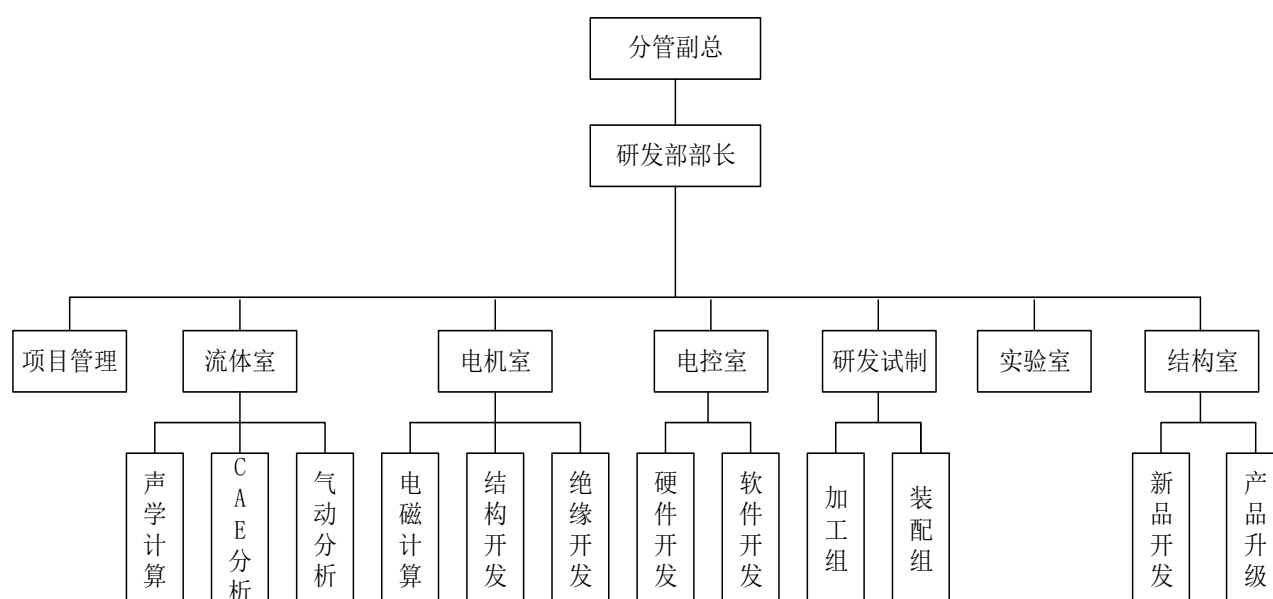 分管副总
研发部部长
项目管理
流体室
电机室
电控室
研发试制
实验室
结构室
声学计算
CAE分析
气动分析
电磁计算
结构开发
绝缘开发
硬件开发
软件开发
加工组
装配组
新品开发
产品升级